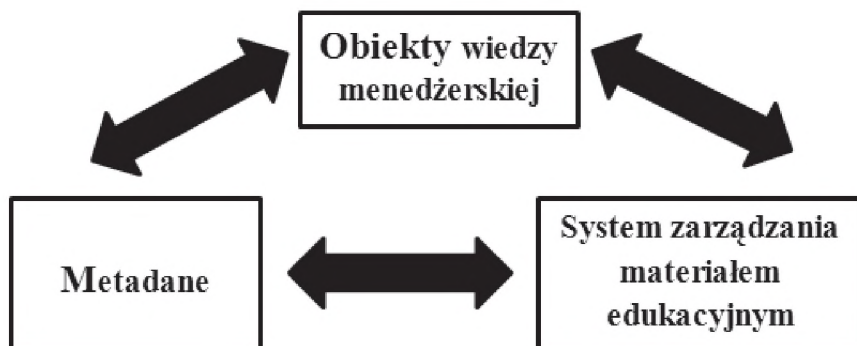 Obiekty wiedzy
menedżerskiej
Metadane
System zarządzania
materiałem
edukacyjnym